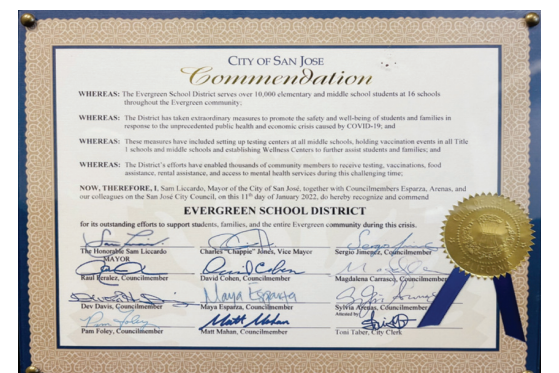 CITY OF SAN JOSE
Commendation
WHEREAS: The Evergreen School District serves over 10,000 elementary and middle school students at 16 schools
throughout the Evergreen community;
WHEREAS: The District has taken extraordinary measures to promote the safety and well-being of students and families in
response to the unprecedented public health and economic crisis caused by COVID-19; and
WHEREAS: These measures have included setting up testing centers at all middle schools, holding vaccination events in all Title
1 schools and middle schools and establishing Wellness Centers to further assist students and families; and
WHEREAS: The District's efforts have enabled thousands of community members to receive testing, vaccinations, food
assistance, rental assistance, and access to mental health services during this challenging time;
NOW, THEREFORE, I, Sam Liccardo, Mayor of the City of San José, together with Councilmembers Esparza, Arenas, and
our colleagues on the San José City Council, on this 11th day of January 2022, do hereby recognize and commend
EVERGREEN SCHOOL DISTRICT
for its outstanding efforts to support students, families, and the entire Evergreen community during this crisis.
The Honorable Sam Liccardo Charles "Chappie" Jones, Vice Mayor Sergio Jimenez, Councilmember
MAYOR
David Cohen
Raul Peralez, Councilmember David Cohen, Councilmember Magdalena Carrasco, Councilmember
Maya Esparza
Dev Davis, Councilmember Maya Esparza, Councilmember Sylvia Arenas, Councilmember
Attested by:
Pam Foley Matt Mahan
Pam Foley, Councilmember Matt Mahan, Councilmember Toni Taber, City Clerk